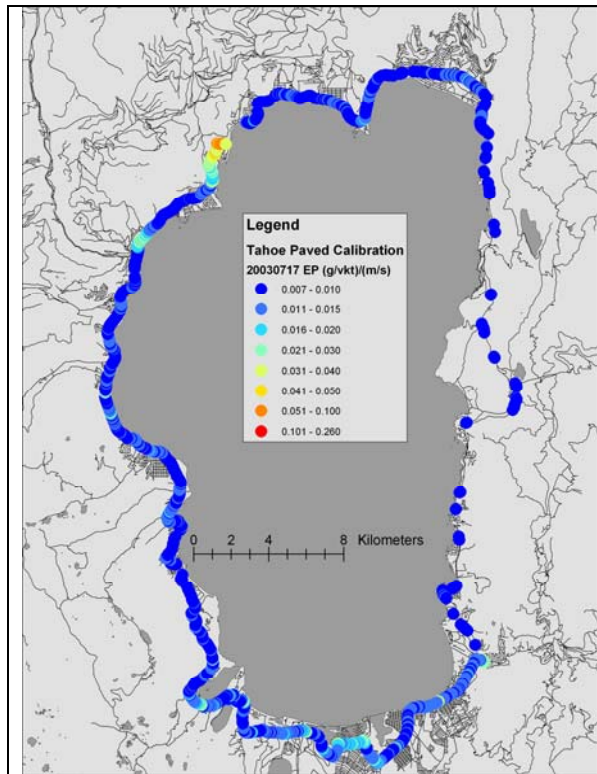 Legend
Tahoe Paved Calibration
20030717 EP (g/vkt)/(m/s)
0.007 - 0.010
0.011 - 0.015
0.016 - 0.020
0.021 - 0.030
0.031 - 0.040
0.041 - 0.050
0.051 - 0.100
0.101 - 0.260
0 2 4 8 Kilometers